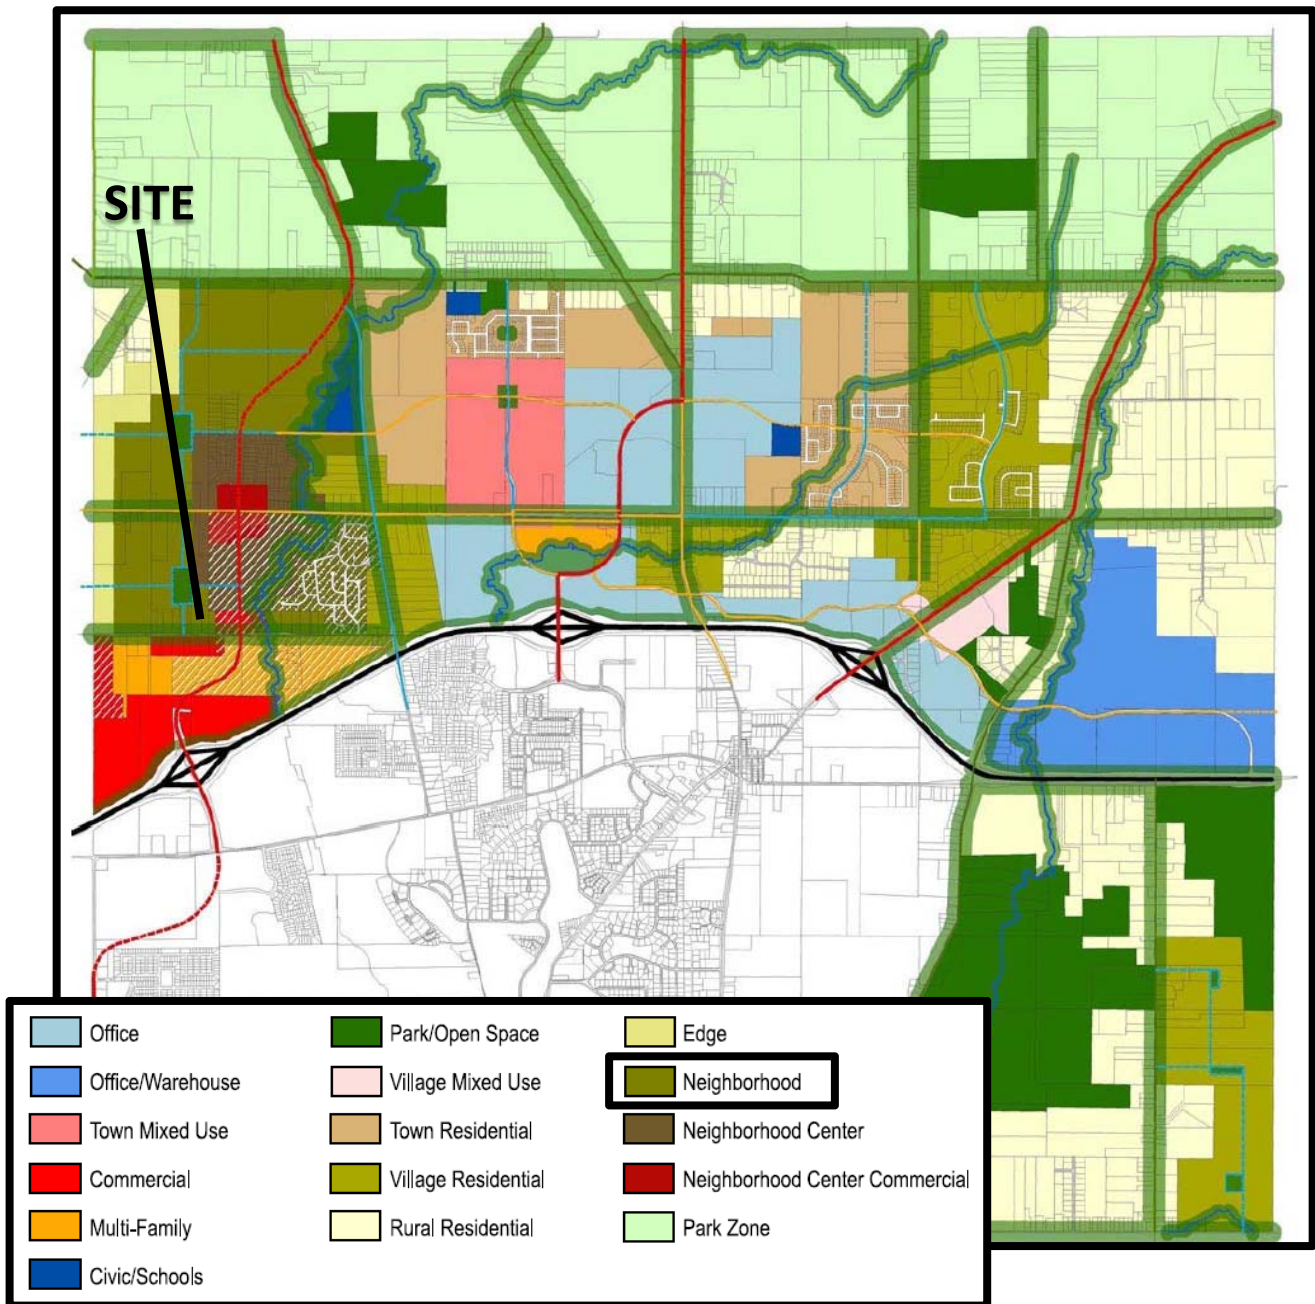 SITE
Office
Park/Open Space
Edge
Office/Warehouse
Village Mixed Use
Neighborhood
Town Mixed Use
Town Residential
Neighborhood Center
Commercial
Village Residential
Neighborhood Center Commercial
Multi-Family
Rural Residential
Park Zone
Civic/Schools